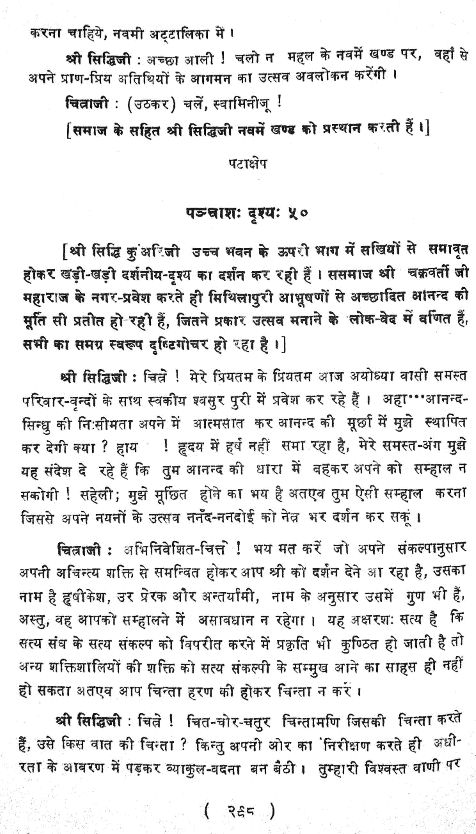 करना चाहिये, नवमी अट्टालिका में ।
श्री सिद्धिजी : अच्छा आली ! चलो न महल के नवमें खण्ड पर, वहाँ से
अपने प्राण-प्रिय अतिथियों के आगमन का उत्सव अवलोकन करेंगी ।
चित्राजी : (उठकर) चलें, स्वामिनीजू !
[समाज के सहित श्री सिद्धिजी नवमें खण्ड को प्रस्थान करती हैं ।]
पटाक्षेप
पञ्चाशः दृश्यः ५०
[श्री सिद्धि कुंअरिजी उच्च भवन के ऊपरी भाग में सखियों से समावृत
होकर खड़ी-खड़ी दर्शनीय-दृश्य का दर्शन कर रही हैं । ससमाज श्री चक्रवर्ती जी
महाराज के नगर-प्रवेश करते ही मिथिलापुरी आभूषणों से अच्छादित आनन्द की
मूर्ति सी प्रतीत हो रही हैं, जितने प्रकार उत्सव मनाने के लोक-वेद में वर्णित हैं,
सभी का समग्र स्वरूप दृष्टिगोचर हो रहा है ।]
श्री सिद्धिजी : चित्रे ! मेरे प्रियतम के प्रियतम आज अयोध्या वासी समस्त
परिवार-वृन्दों के साथ स्वकीय श्वसुर पुरी में प्रवेश कर रहे हैं । अहा···आनन्द-
सिन्धु की निःसीमता अपने में आत्मसात कर आनन्द की मूर्छा में मुझे स्थापित
कर देगी क्या ? हाय ! हृदय में हर्ष नहीं समा रहा है, मेरे समस्त-अंग मुझे
यह संदेश दे रहे हैं कि तुम आनन्द की धारा में बहकर अपने को सम्हाल न
सकोगी ! सहेली; मुझे मूर्छित होने का भय है अतएव तुम ऐसी सम्हाल करना
जिससे अपने नयनों के उत्सव ननँद-ननदोई को नेत्र भर दर्शन कर सकूं ।
चित्राजी : अभिनिवेशित-चित्ते ! भय मत करें जो अपने संकल्पानुसार
अपनी अचिन्त्य शक्ति से समन्वित होकर आप श्री को दर्शन देने आ रहा है, उसका
नाम है हृषीकेश, उर प्रेरक और अन्तर्यामी, नाम के अनुसार उसमें गुण भी हैं,
अस्तु, वह आपको सम्हालने में असावधान न रहेगा । यह अक्षरशः सत्य है कि
सत्य संध के सत्य संकल्प को विपरीत करने में प्रकृति भी कुण्ठित हो जाती है तो
अन्य शक्तिशालियों की शक्ति को सत्य संकल्पी के सम्मुख आने का साहस ही नहीं
हो सकता अतएव आप चिन्ता हरण की होकर चिन्ता न करें ।
श्री सिद्धिजी : चित्रे ! चित-चोर-चतुर चिन्तामणि जिसकी चिन्ता करते
हैं, उसे किस वात की चिन्ता ? किन्तु अपनी ओर का निरीक्षण करते ही अधी-
रता के आवरण में पड़कर व्याकुल-वदना बन बैठी । तुम्हारी विश्वस्त वाणी पर
( २९८ )